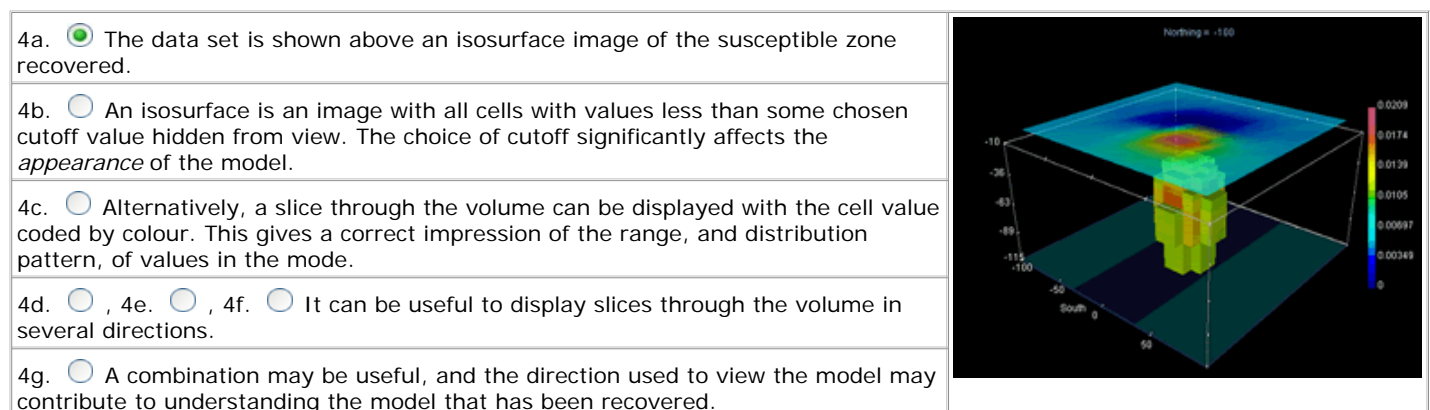 4a. The data set is shown above an isosurface image of the susceptible zone
recovered.
4b. An isosurface is an image with all cells with values less than some chosen
cutoff value hidden from view. The choice of cutoff significantly affects the
appearance of the model.
4c. Alternatively, a slice through the volume can be displayed with the cell value
coded by colour. This gives a correct impression of the range, and distribution
pattern, of values in the mode.
4d. , 4e. , 4f. It can be useful to display slices through the volume in
several directions.
4g. A combination may be useful, and the direction used to view the model may
contribute to understanding the model that has been recovered.
Northing = -100
0.0209
0.0174
0.0139
0.0105
0.00697
0.00349
0
-10
-36
-63
-89
-115
-100
-50
South
0
50